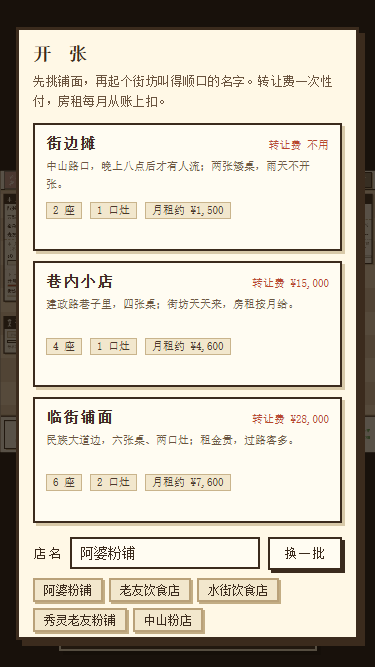 开 张
先挑铺面，再起个街坊叫得顺口的名字。转让费一次性
付，房租每月从账上扣。
街边摊
转让费 不用
中山路口，晚上八点后才有人流；两张矮桌，雨天不开
张。
2 座 1 口灶 月租约 ¥1,500
巷内小店
转让费 ¥15,000
建政路巷子里，四张桌；街坊天天来，房租按月给。
4 座 1 口灶 月租约 ¥4,600
临街铺面
转让费 ¥28,000
民族大道边，六张桌、两口灶；租金贵，过路客多。
6 座 2 口灶 月租约 ¥7,600
店名 阿婆粉铺 换一批
阿婆粉铺 老友饮食店 水街饮食店
秀灵老友粉铺 中山粉店